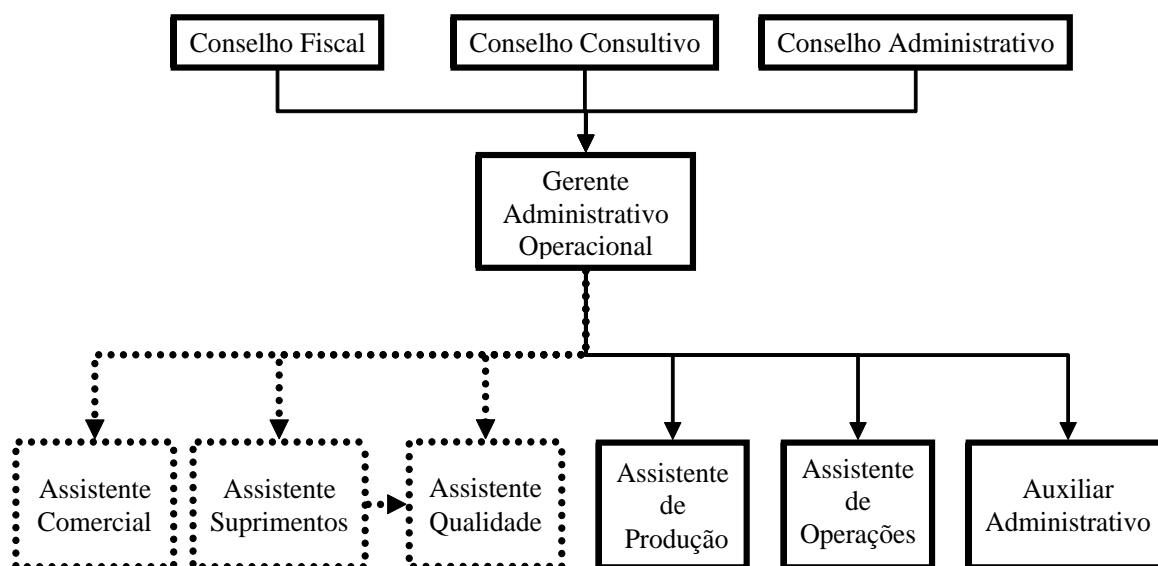 Conselho Fiscal
Conselho Consultivo
Conselho Administrativo
Gerente
Administrativo
Operacional
Assistente
Comercial
Assistente
Suprimentos
Assistente
Qualidade
Assistente
de
Produção
Assistente
de
Operações
Auxiliar
Administrativo